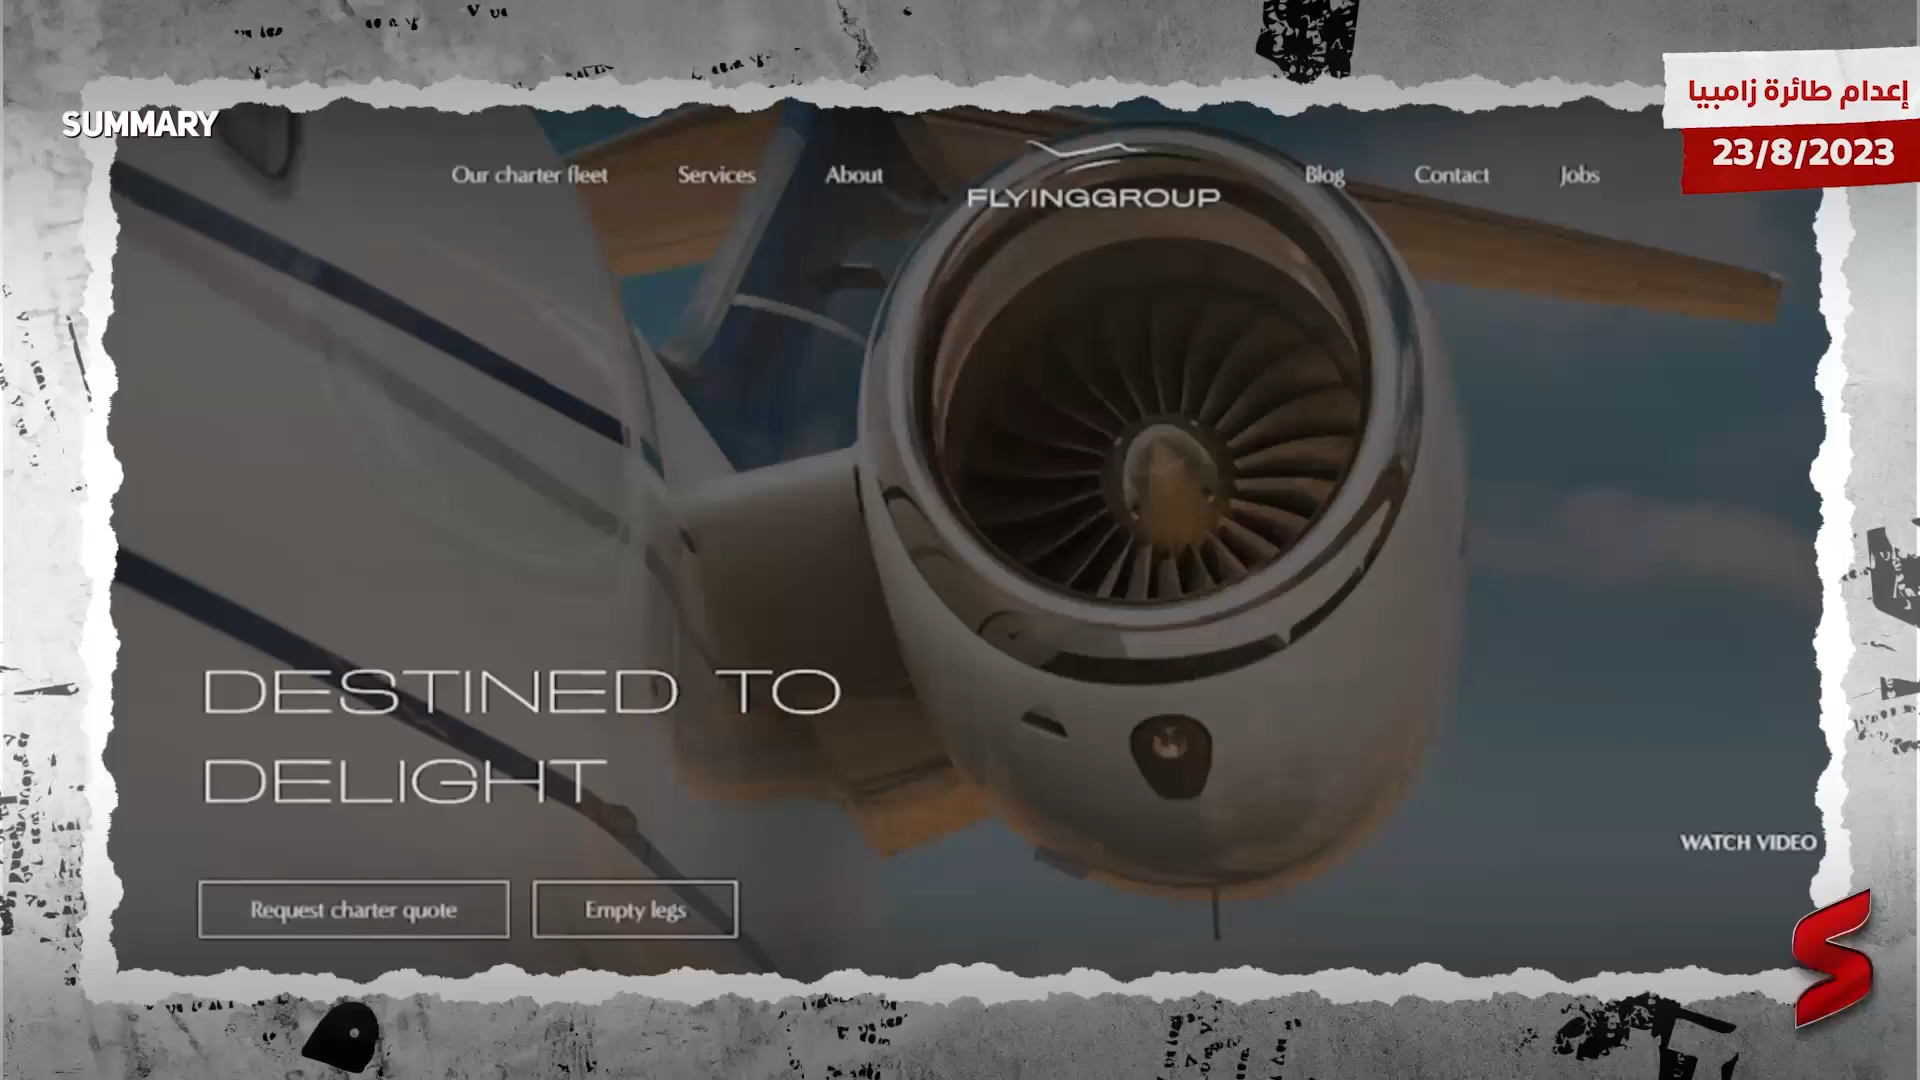 إعدام طائرة زامبيا
SUMMARY
23/8/2023
Our charter fleet
Services
About
FLYINGGROUP
Blog
Contact
Jobs
DESTINED TO
DELIGHT
WATCH VIDEO
Request charter quote
Empty legs